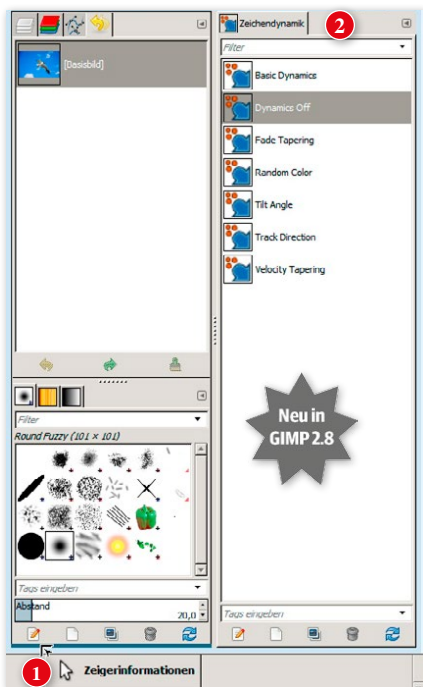 [Basisbild]
Filter
Round Fuzzy (101 × 101)
Tags eingeben
Abstand
20,0
1
Zeigerinformationen
Zeichendynamik
2
Filter
Basic Dynamics
Dynamics Off
Fade Tapering
Random Color
Tilt Angle
Track Direction
Velocity Tapering
Neu in
GIMP 2.8
Tags eingeben